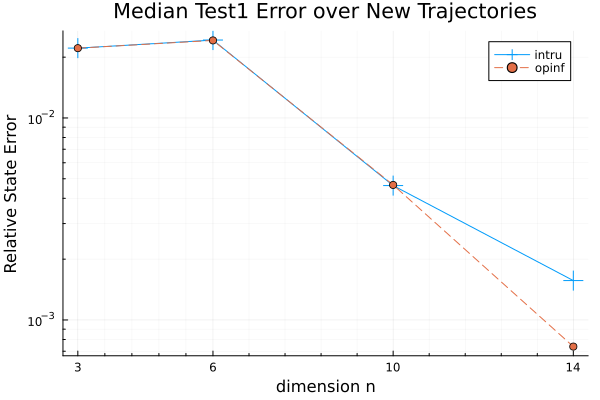 Median Test1 Error over New Trajectories
intru
opinf
Relative State Error
10⁻²
10⁻³
3
6
10
14
dimension n